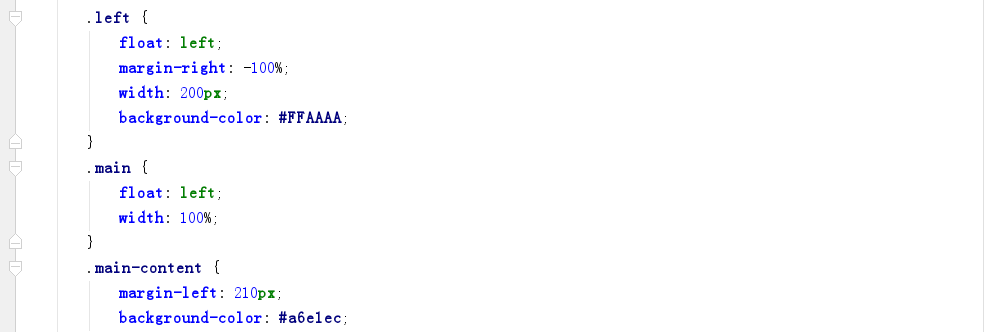 .left {
float: left;
margin-right: -100%;
width: 200px;
background-color: #FFAAAA;
}
.main {
float: left;
width: 100%;
}
.main-content {
margin-left: 210px;
background-color: #a6e1ec;